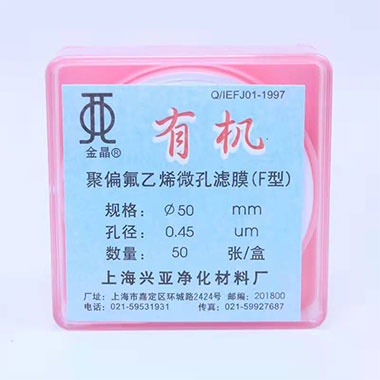 Q/IEFJ01-1997
金晶®
有机
聚偏氟乙烯微孔滤膜(F型)
规格: Ø50 mm
孔径: 0.45 um
数量: 50 张/盒
上海兴亚净化材料厂
厂址: 上海市嘉定区环城路2424号 邮编: 201800
电话: 021-59531931 传真: 021-59927687